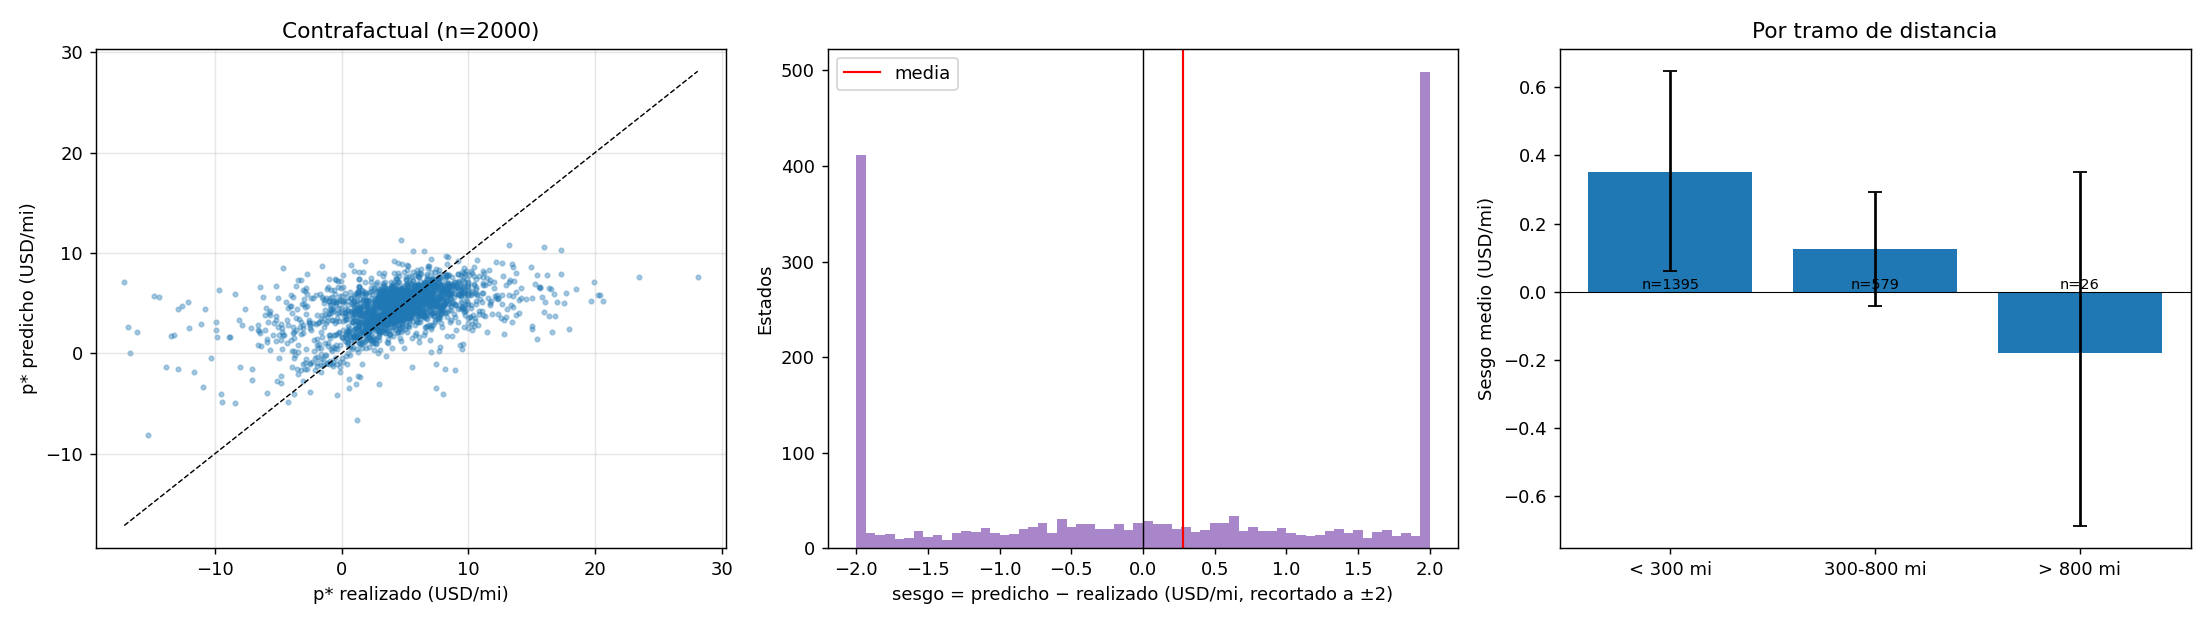 Contrafactual (n=2000)
30
20
10
0
−10
−10
0
10
20
30
p* predicho (USD/mi)
p* realizado (USD/mi)
media
500
400
300
200
100
0
−2.0
−1.5
−1.0
−0.5
0.0
0.5
1.0
1.5
2.0
Estados
sesgo = predicho − realizado (USD/mi, recortado a ±2)
Por tramo de distancia
0.6
0.4
0.2
0.0
−0.2
−0.4
−0.6
n=1395
n=579
n=26
< 300 mi
300-800 mi
> 800 mi
Sesgo medio (USD/mi)